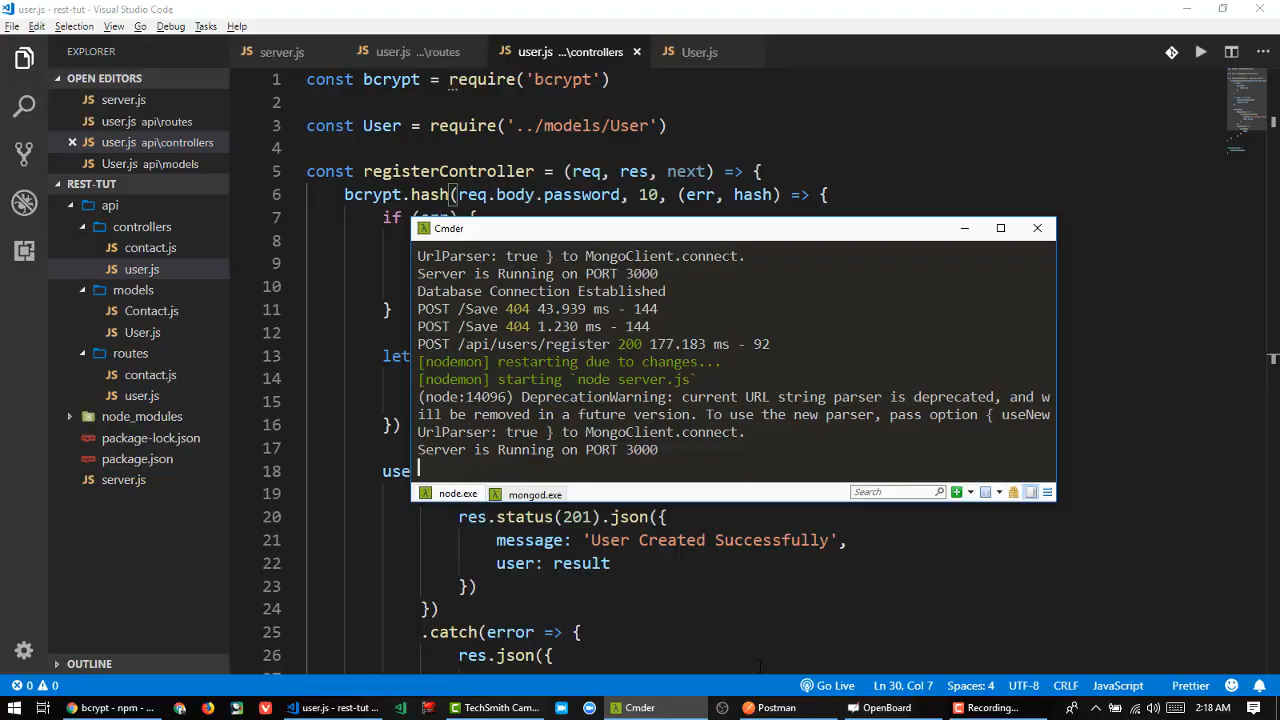 user.js - rest-tut - Visual Studio Code
File Edit Selection View Go Debug Tasks Help
EXPLORER
OPEN EDITORS
JS server.js
JS user.js api\routes
JS user.js api\controllers
JS User.js api\models
REST-TUT
api
controllers
JS contact.js
JS user.js
models
JS Contact.js
JS User.js
routes
JS contact.js
JS user.js
node_modules
package-lock.json
package.json
JS server.js
OUTLINE
JS server.js
JS user.js ...\routes
JS user.js ...\controllers
JS User.js
1 const bcrypt = require('bcrypt')
2
3 const User = require('../models/User')
4
5 const registerController = (req, res, next) => {
6 bcrypt.hash(req.body.password, 10, (err, hash) => {
7 if (err) {
8
9
10
11 }
12
13 let
14
15
16 })
17
18 use
19
20 res.status(201).json({
21 message: 'User Created Successfully',
22 user: result
23 })
24 })
25 .catch(error => {
26 res.json({
Cmder
UrlParser: true } to MongoClient.connect.
Server is Running on PORT 3000
Database Connection Established
POST /Save 404 43.939 ms - 144
POST /Save 404 1.230 ms - 144
POST /api/users/register 200 177.183 ms - 92
[nodemon] restarting due to changes...
[nodemon] starting `node server.js`
(node:14096) DeprecationWarning: current URL string parser is deprecated, and w
ill be removed in a future version. To use the new parser, pass option { useNew
UrlParser: true } to MongoClient.connect.
Server is Running on PORT 3000
node.exe mongod.exe Search
0 0 Go Live Ln 30, Col 7 Spaces: 4 UTF-8 CRLF JavaScript Prettier
bcrypt - npm - ... user.js - rest-tut ... TechSmith Cam... Cmder Postman OpenBoard Recording... 2:18 AM